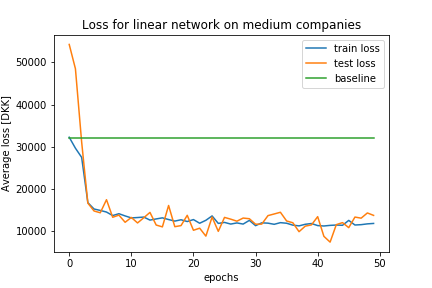 Loss for linear network on medium companies
train loss
test loss
baseline
Average loss [DKK]
50000
40000
30000
20000
10000
0
10
20
30
40
50
epochs